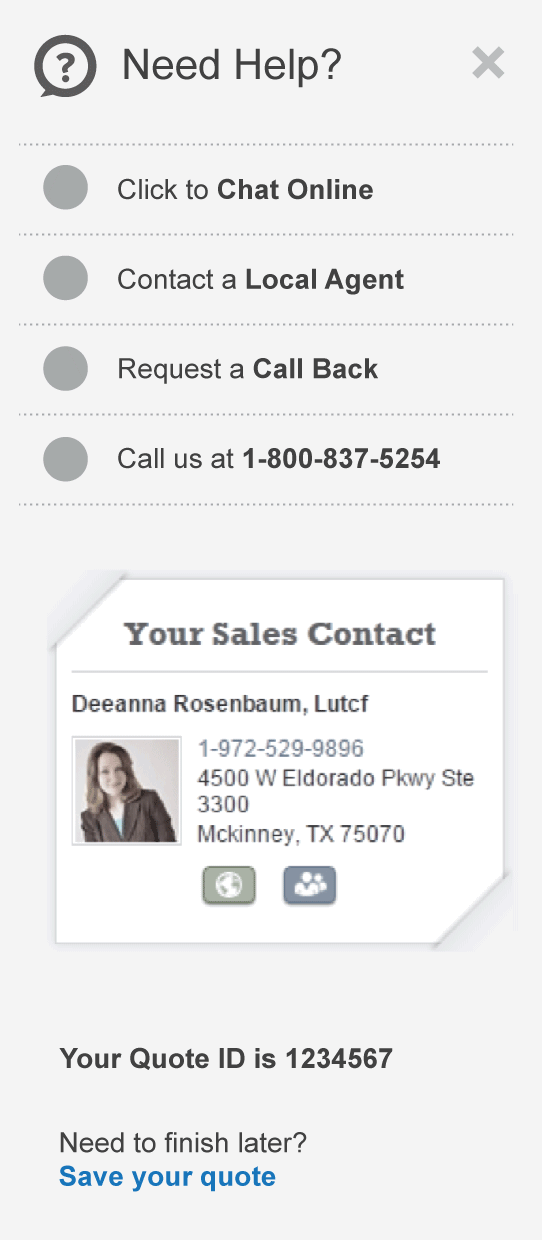 Need Help?
Click to Chat Online
Contact a Local Agent
Request a Call Back
Call us at 1-800-837-5254
Your Sales Contact
Deeanna Rosenbaum, Lutcf
1-972-529-9896
4500 W Eldorado Pkwy Ste
3300
Mckinney, TX 75070
Your Quote ID is 1234567
Need to finish later?
Save your quote